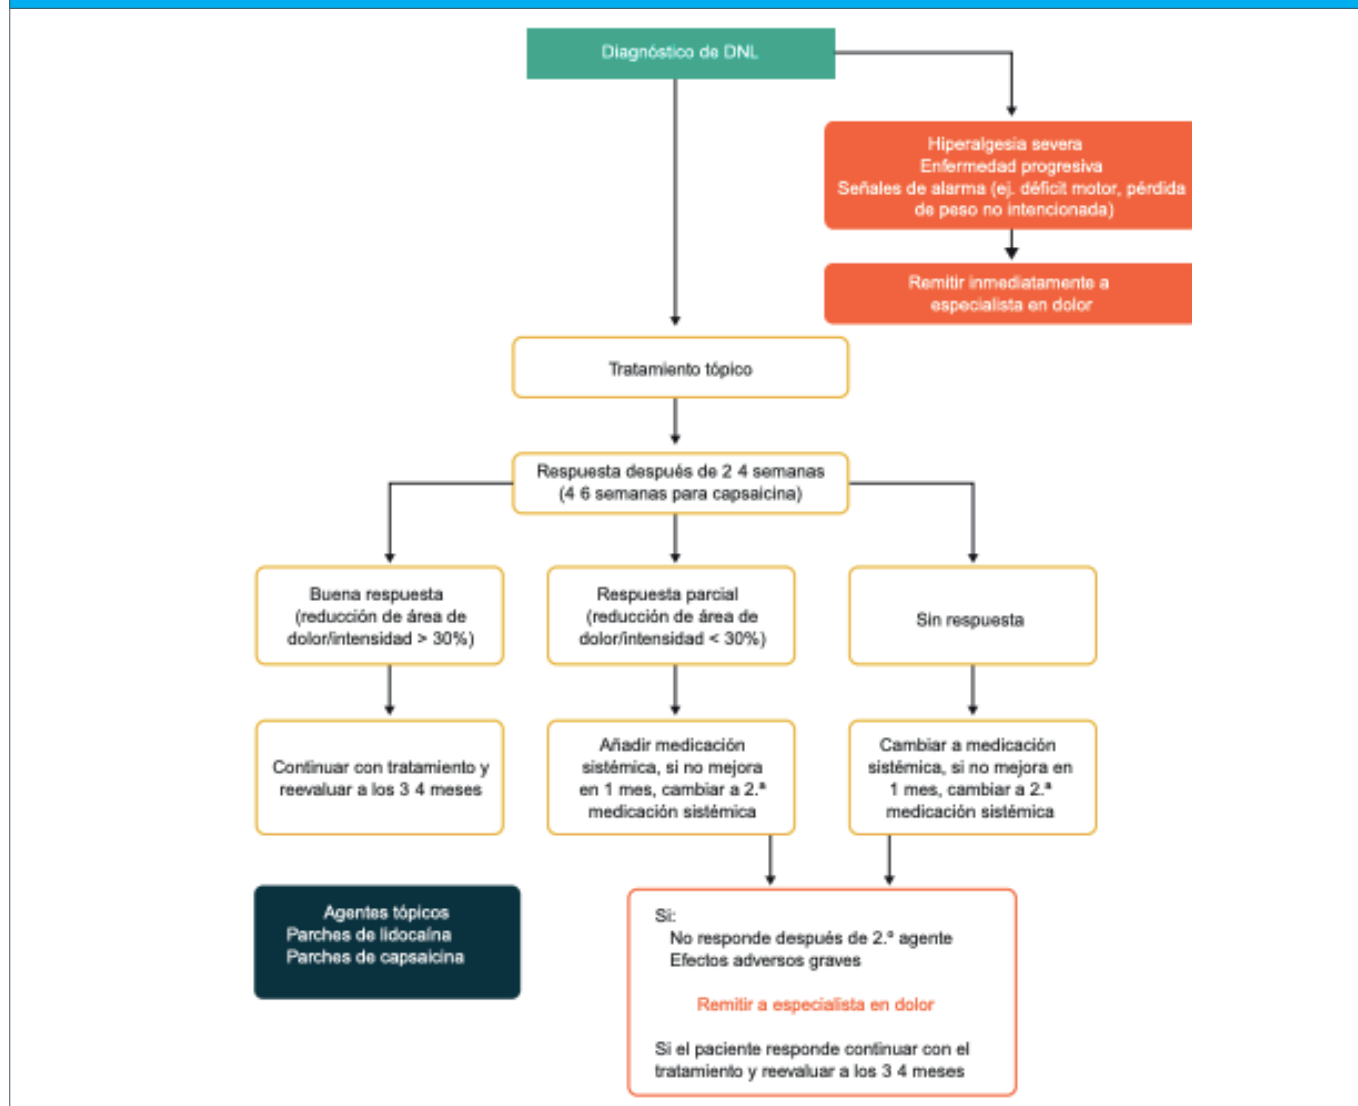 Diagnóstico de DNL
Hiperalgesia severa
Enfermedad progresiva
Señales de alarma (ej. déficit motor, pérdida
de peso no intencionada)
Remitir inmediatamente a
especialista en dolor
Tratamiento tópico
Respuesta después de 2 4 semanas
(4 6 semanas para capsaicina)
Buena respuesta
(reducción de área de
dolor/intensidad > 30%)
Respuesta parcial
(reducción de área de
dolor/intensidad < 30%)
Sin respuesta
Continuar con tratamiento y
reevaluar a los 3 4 meses
Añadir medicación
sistémica, si no mejora
en 1 mes, cambiar a 2.ª
medicación sistémica
Cambiar a medicación
sistémica, si no mejora en
1 mes, cambiar a 2.ª
medicación sistémica
Agentes tópicos
Parches de lidocaína
Parches de capsaicina
Si:
No responde después de 2.º agente
Efectos adversos graves
Remitir a especialista en dolor
Si el paciente responde continuar con el
tratamiento y reevaluar a los 3 4 meses